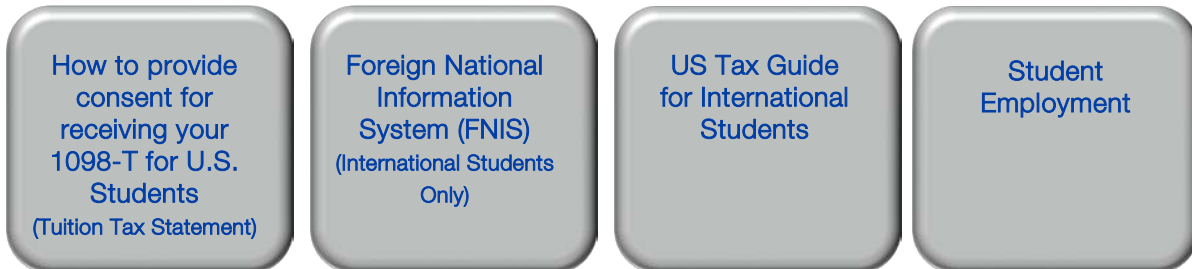 How to provide
consent for
receiving your
1098-T for U.S.
Students
(Tuition Tax Statement)
Foreign National
Information
System (FNIS)
(International Students
Only)
US Tax Guide
for International
Students
Student
Employment